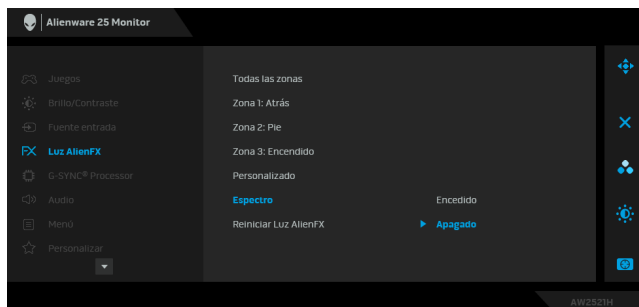 Alienware 25 Monitor
Juegos
Todas las zonas
Brillo/Contraste
Zona 1: Atrás
Fuente entrada
Zona 2: Pie
FX Luz AlienFX
Zona 3: Encendido
G-SYNC® Processor
Personalizado
Audio
Espectro
Encedido
Menú
Reiniciar Luz AlienFX
Apagado
Personalizar
AW2521H